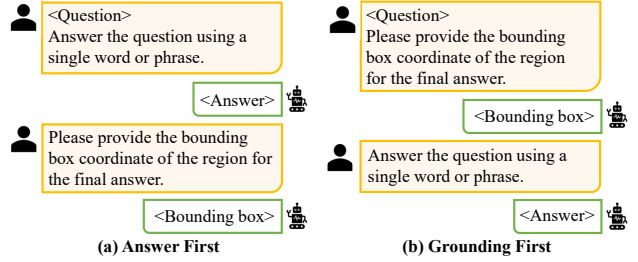 <Question>
Answer the question using a
single word or phrase.
<Answer>
Please provide the bounding
box coordinate of the region for
the final answer.
<Bounding box>
(a) Answer First
<Question>
Please provide the bounding
box coordinate of the region
for the final answer.
<Bounding box>
Answer the question using a
single word or phrase.
<Answer>
(b) Grounding First